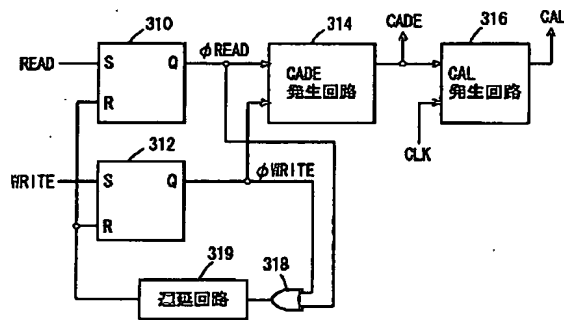 310
READ
S
Q
R
φREAD
314
CADE
発生回路
CADE
316
CAL
発生回路
CAL
CLK
312
WRITE
S
Q
R
φWRITE
319
遅延回路
318